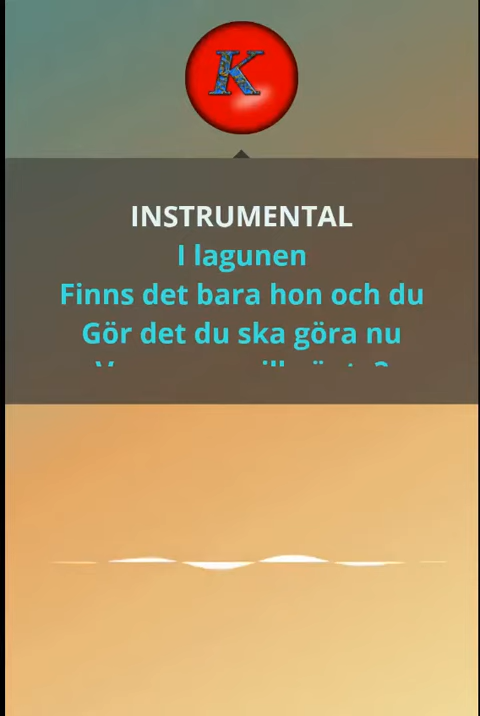 K
INSTRUMENTAL
I lagunen
Finns det bara hon och du
Gör det du ska göra nu